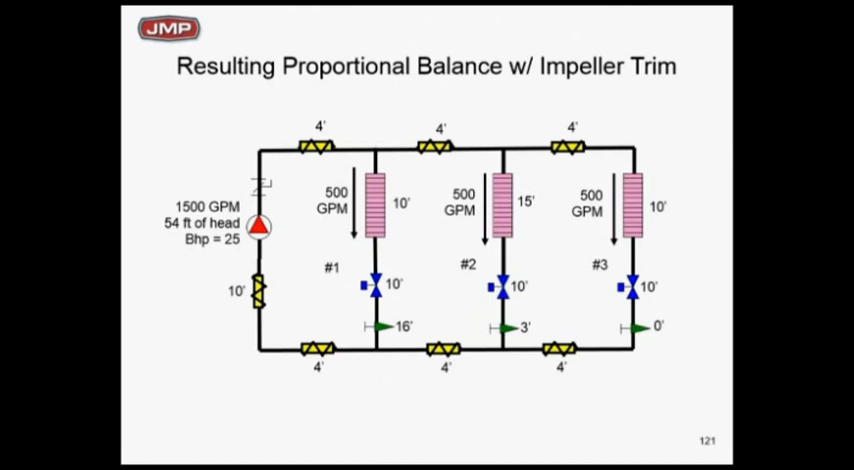 JMP
Resulting Proportional Balance w/ Impeller Trim
4'
4'
4'
1500 GPM
54 ft of head
Bhp = 25
500
GPM
10'
500
GPM
15'
500
GPM
10'
#1
#2
#3
10'
10'
10'
10'
16'
3'
0'
4'
4'
4'
121